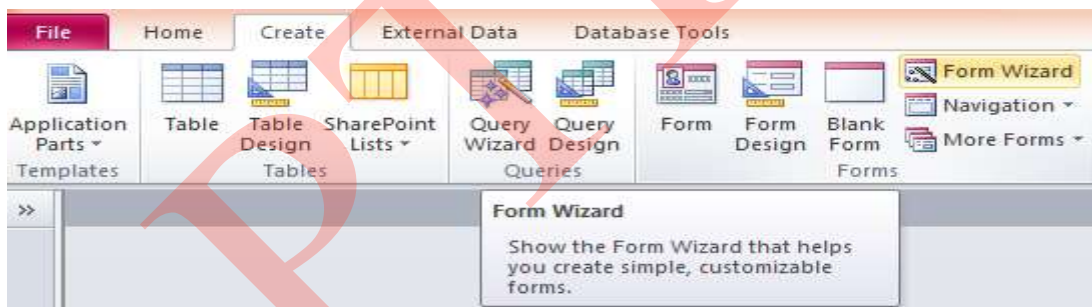 File Home Create External Data Database Tools
Application Parts Table Table Design SharePoint Lists Query Wizard Query Design Form Form Design Blank Form Form Wizard
Navigation
More Forms
Templates Tables Queries Forms
»
Form Wizard
Show the Form Wizard that helps
you create simple, customizable
forms.